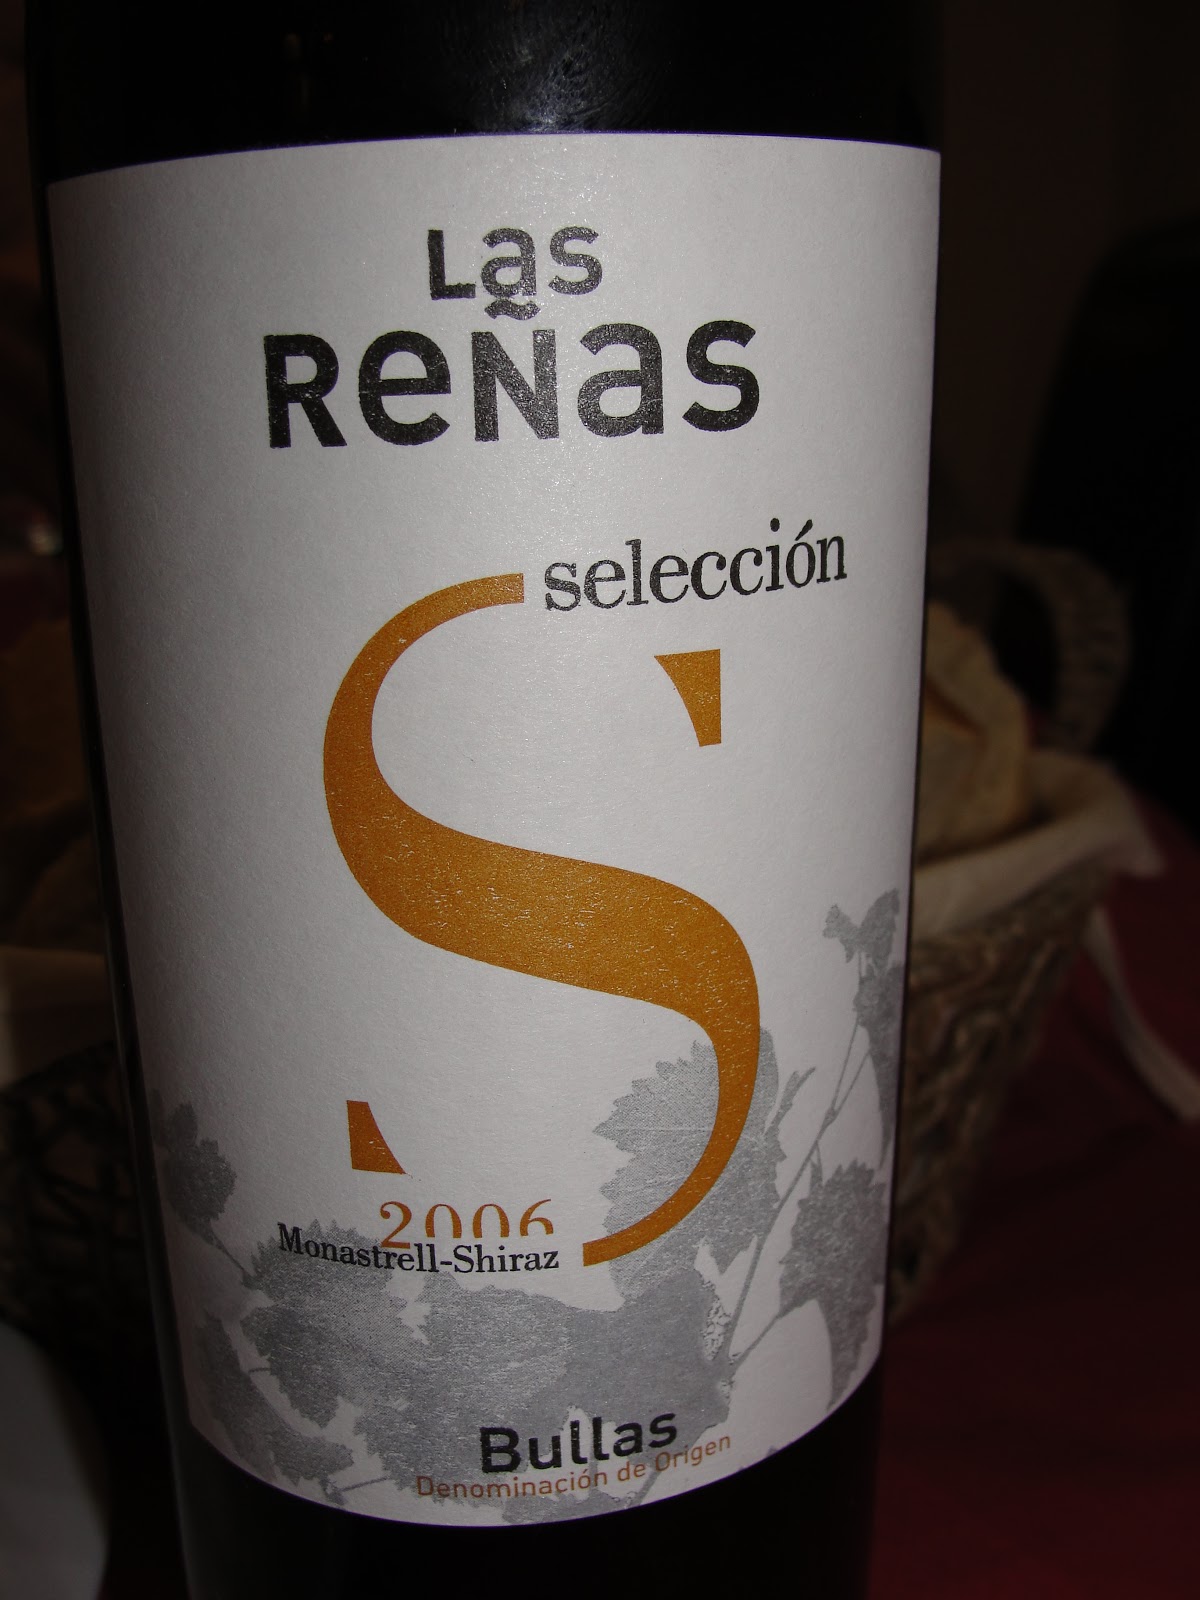 Las
Reñas
selección
S
2006
Monastrell-Shiraz
Bullas
Denominación de Origen